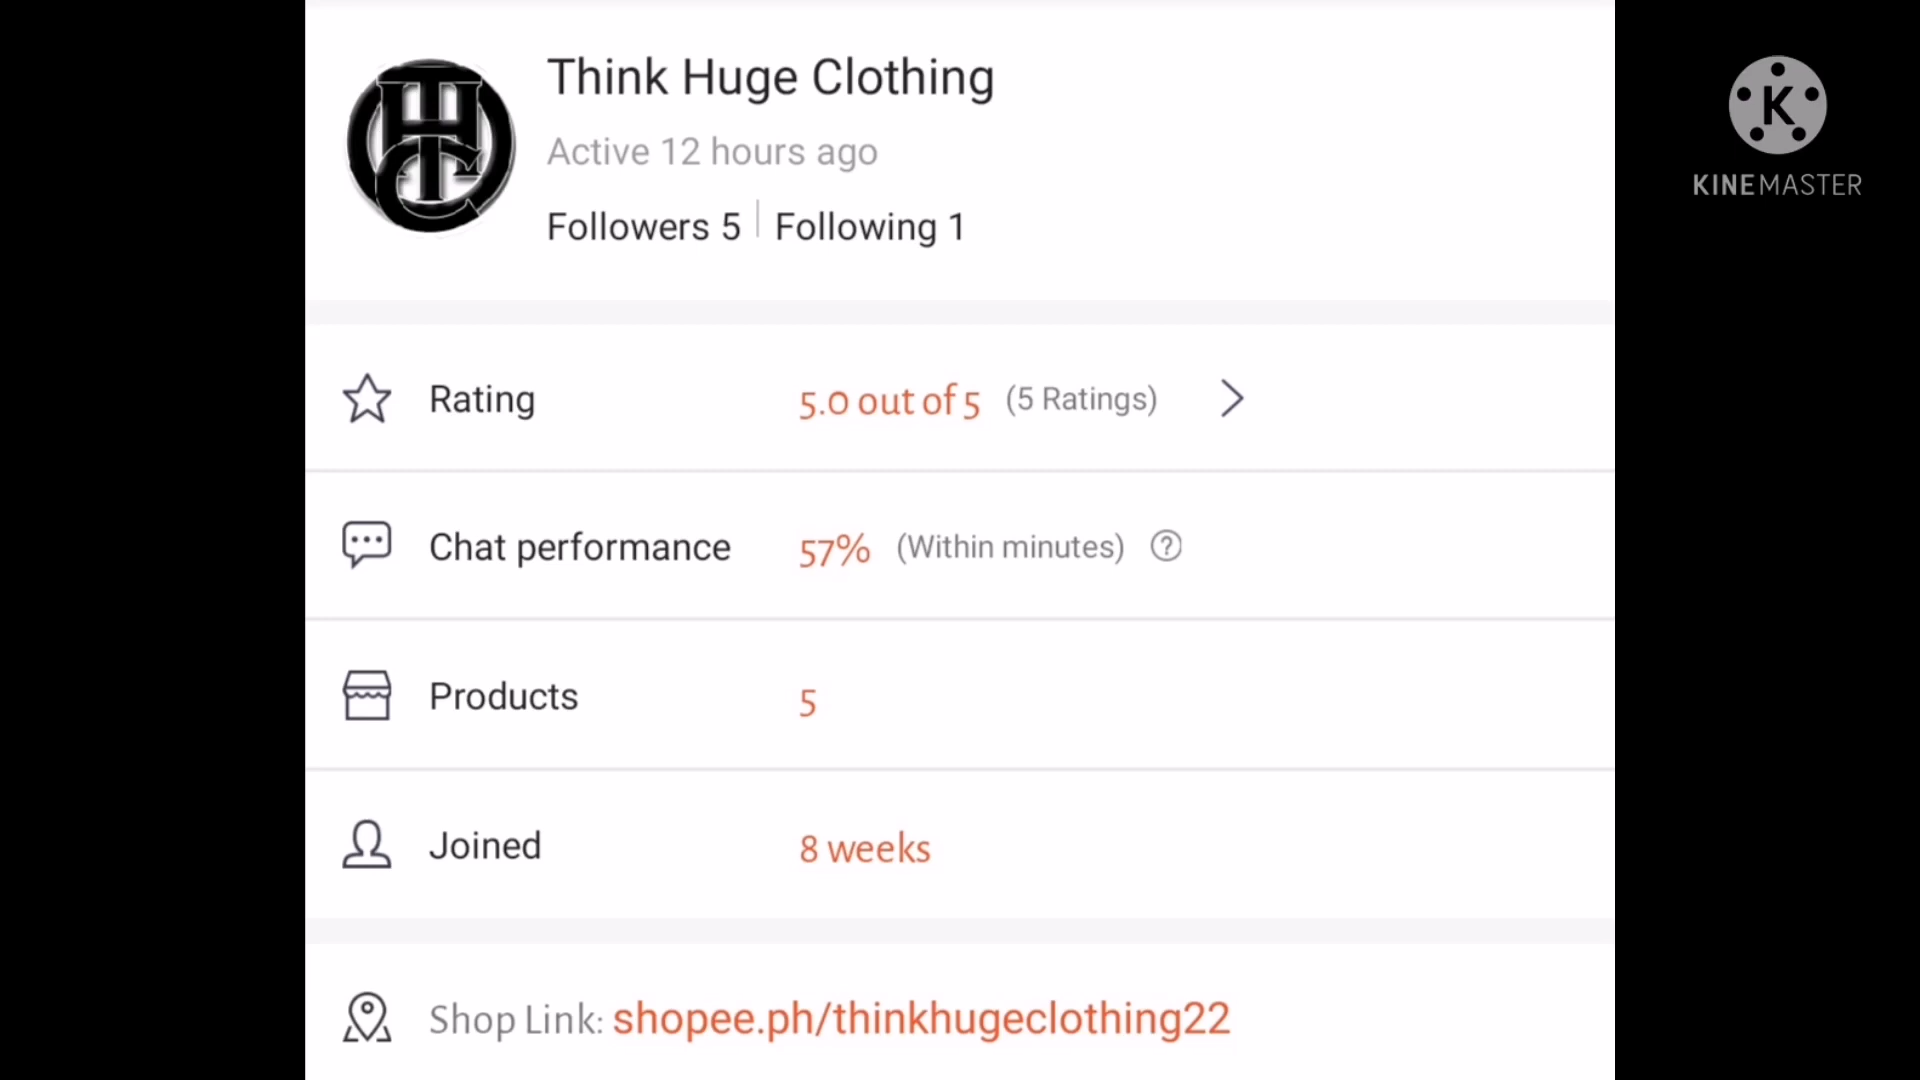 Think Huge Clothing
Active 12 hours ago
Followers 5 Following 1
Rating 5.0 out of 5 (5 Ratings)
Chat performance 57% (Within minutes)
Products 5
Joined 8 weeks
Shop Link: shopee.ph/thinkhugeclothing22
THC
K
KINEMASTER